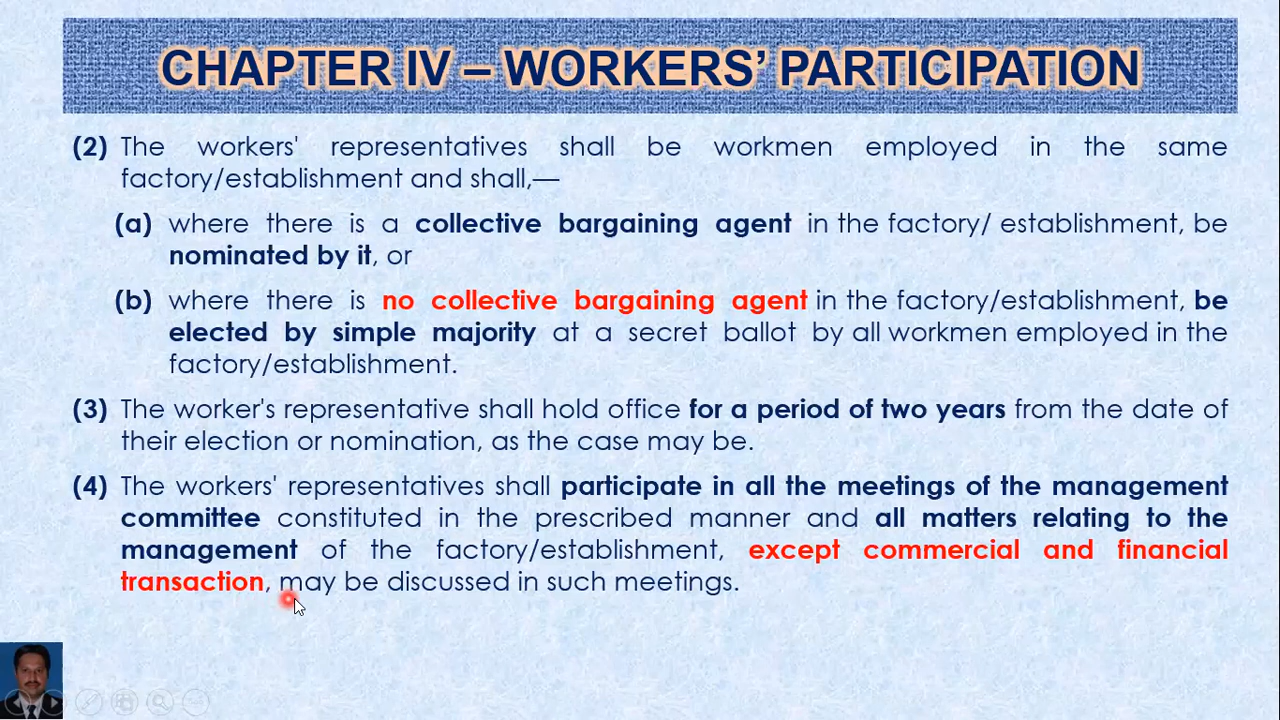 CHAPTER IV – WORKERS’ PARTICIPATION
(2) The workers' representatives shall be workmen employed in the same
factory/establishment and shall,—
(a) where there is a collective bargaining agent in the factory/ establishment, be
nominated by it, or
(b) where there is no collective bargaining agent in the factory/establishment, be
elected by simple majority at a secret ballot by all workmen employed in the
factory/establishment.
(3) The worker's representative shall hold office for a period of two years from the date of
their election or nomination, as the case may be.
(4) The workers' representatives shall participate in all the meetings of the management
committee constituted in the prescribed manner and all matters relating to the
management of the factory/establishment, except commercial and financial
transaction, may be discussed in such meetings.